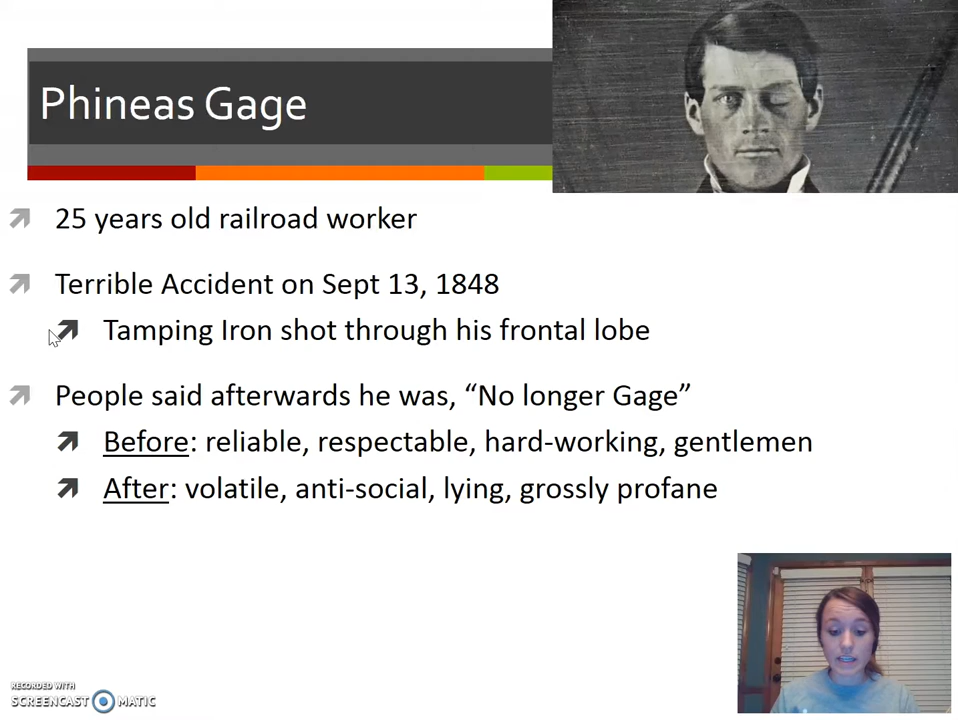 Phineas Gage
25 years old railroad worker
Terrible Accident on Sept 13, 1848
Tamping Iron shot through his frontal lobe
People said afterwards he was, “No longer Gage”
Before: reliable, respectable, hard-working, gentlemen
After: volatile, anti-social, lying, grossly profane
RECORDED WITH
SCREENCAST MATIC